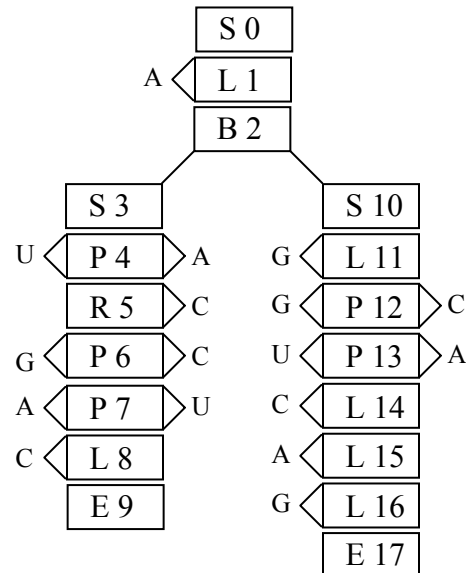 S 0
A L 1
B 2
S 3 S 10
U P 4 A G L 11
R 5 C G P 12 C
G P 6 C U P 13 A
A P 7 U C L 14
C L 8 A L 15
E 9 G L 16
E 17